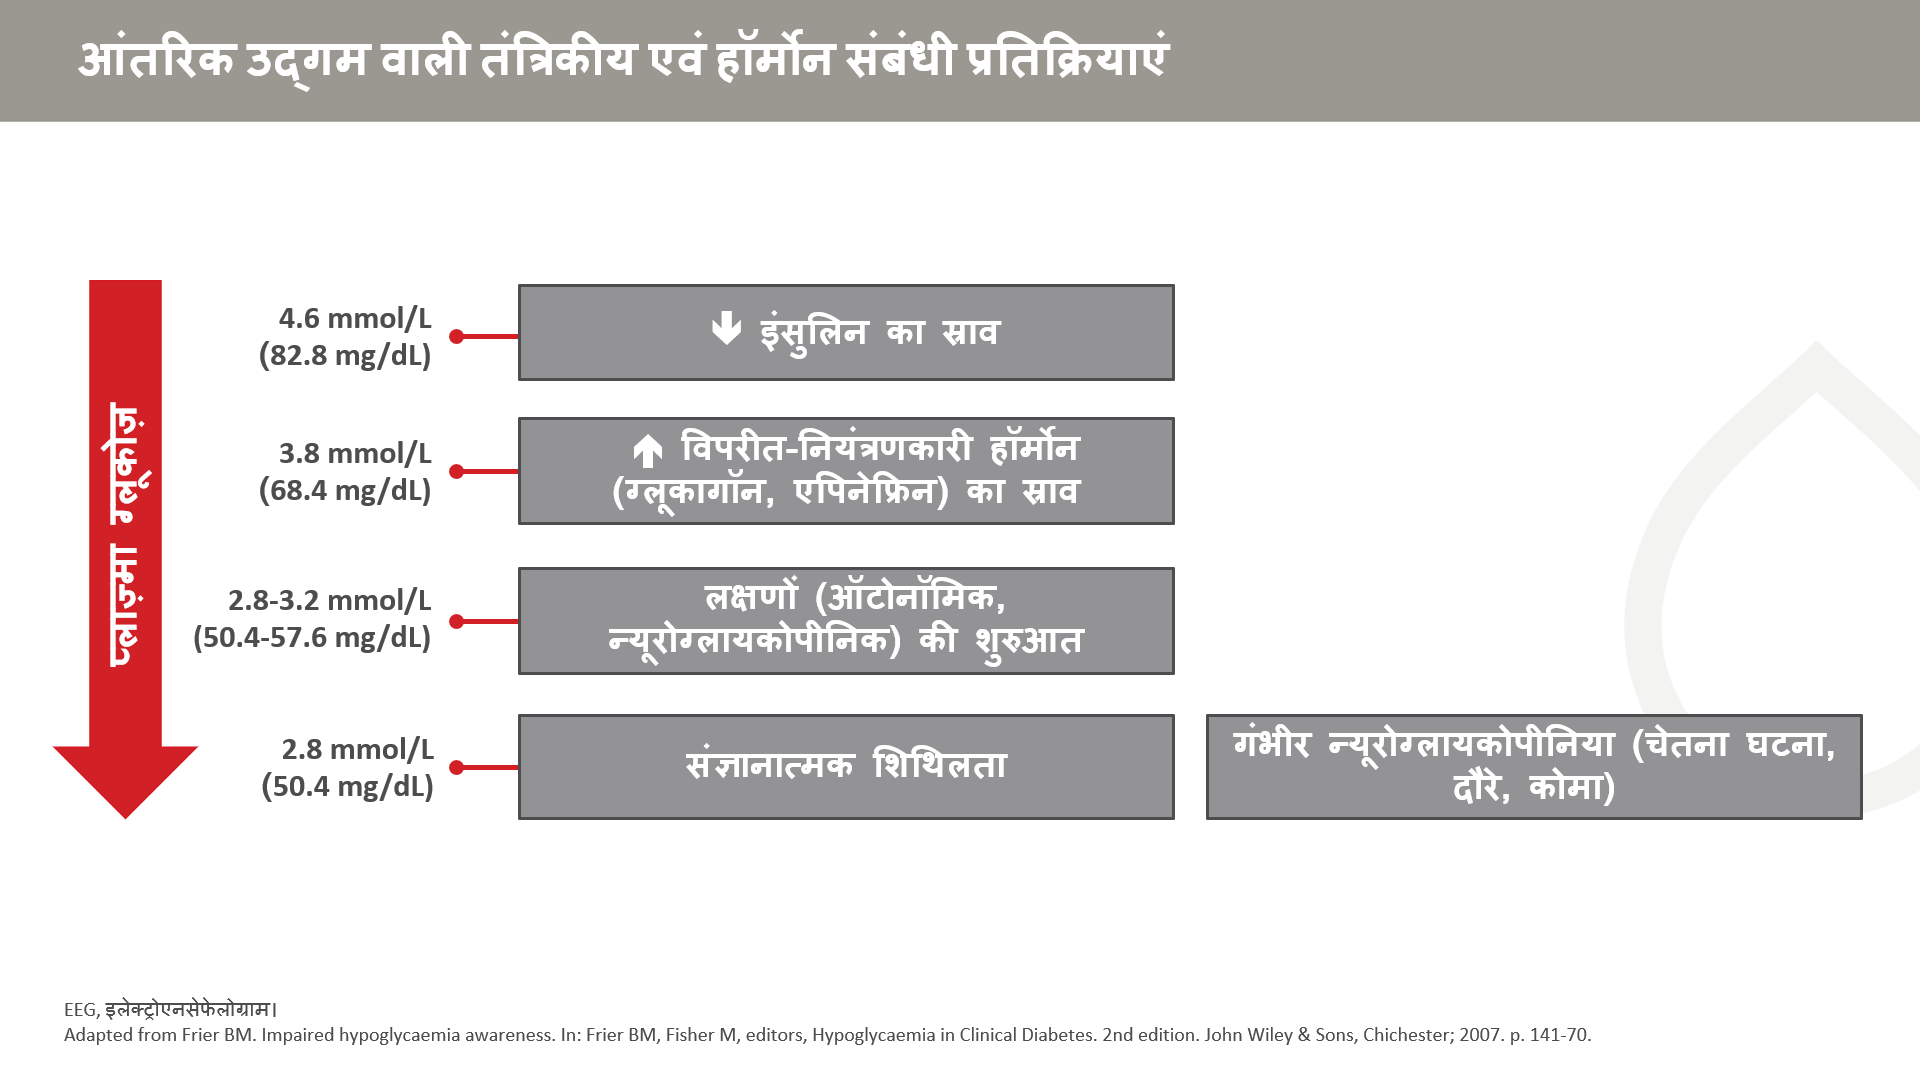 आंतरिक उद्गम वाली तंत्रिकीय एवं हॉर्मोन संबंधी प्रतिक्रियाएं
प्लाज़्मा ग्लूकोज़
4.6 mmol/L
(82.8 mg/dL)
इंसुलिन का स्राव
3.8 mmol/L
(68.4 mg/dL)
विपरीत-नियंत्रणकारी हॉर्मोन
(ग्लूकागॉन, एपिनेफ्रिन) का स्राव
2.8-3.2 mmol/L
(50.4-57.6 mg/dL)
लक्षणों (ऑटोनॉमिक,
न्यूरोग्लायकोपीनिक) की शुरुआत
2.8 mmol/L
(50.4 mg/dL)
संज्ञानात्मक शिथिलता
गंभीर न्यूरोग्लायकोपीनिया (चेतना घटना,
दौरे, कोमा)
EEG, इलेक्ट्रोएनसेफेलोग्राम।
Adapted from Frier BM. Impaired hypoglycaemia awareness. In: Frier BM, Fisher M, editors, Hypoglycaemia in Clinical Diabetes. 2nd edition. John Wiley & Sons, Chichester; 2007. p. 141-70.